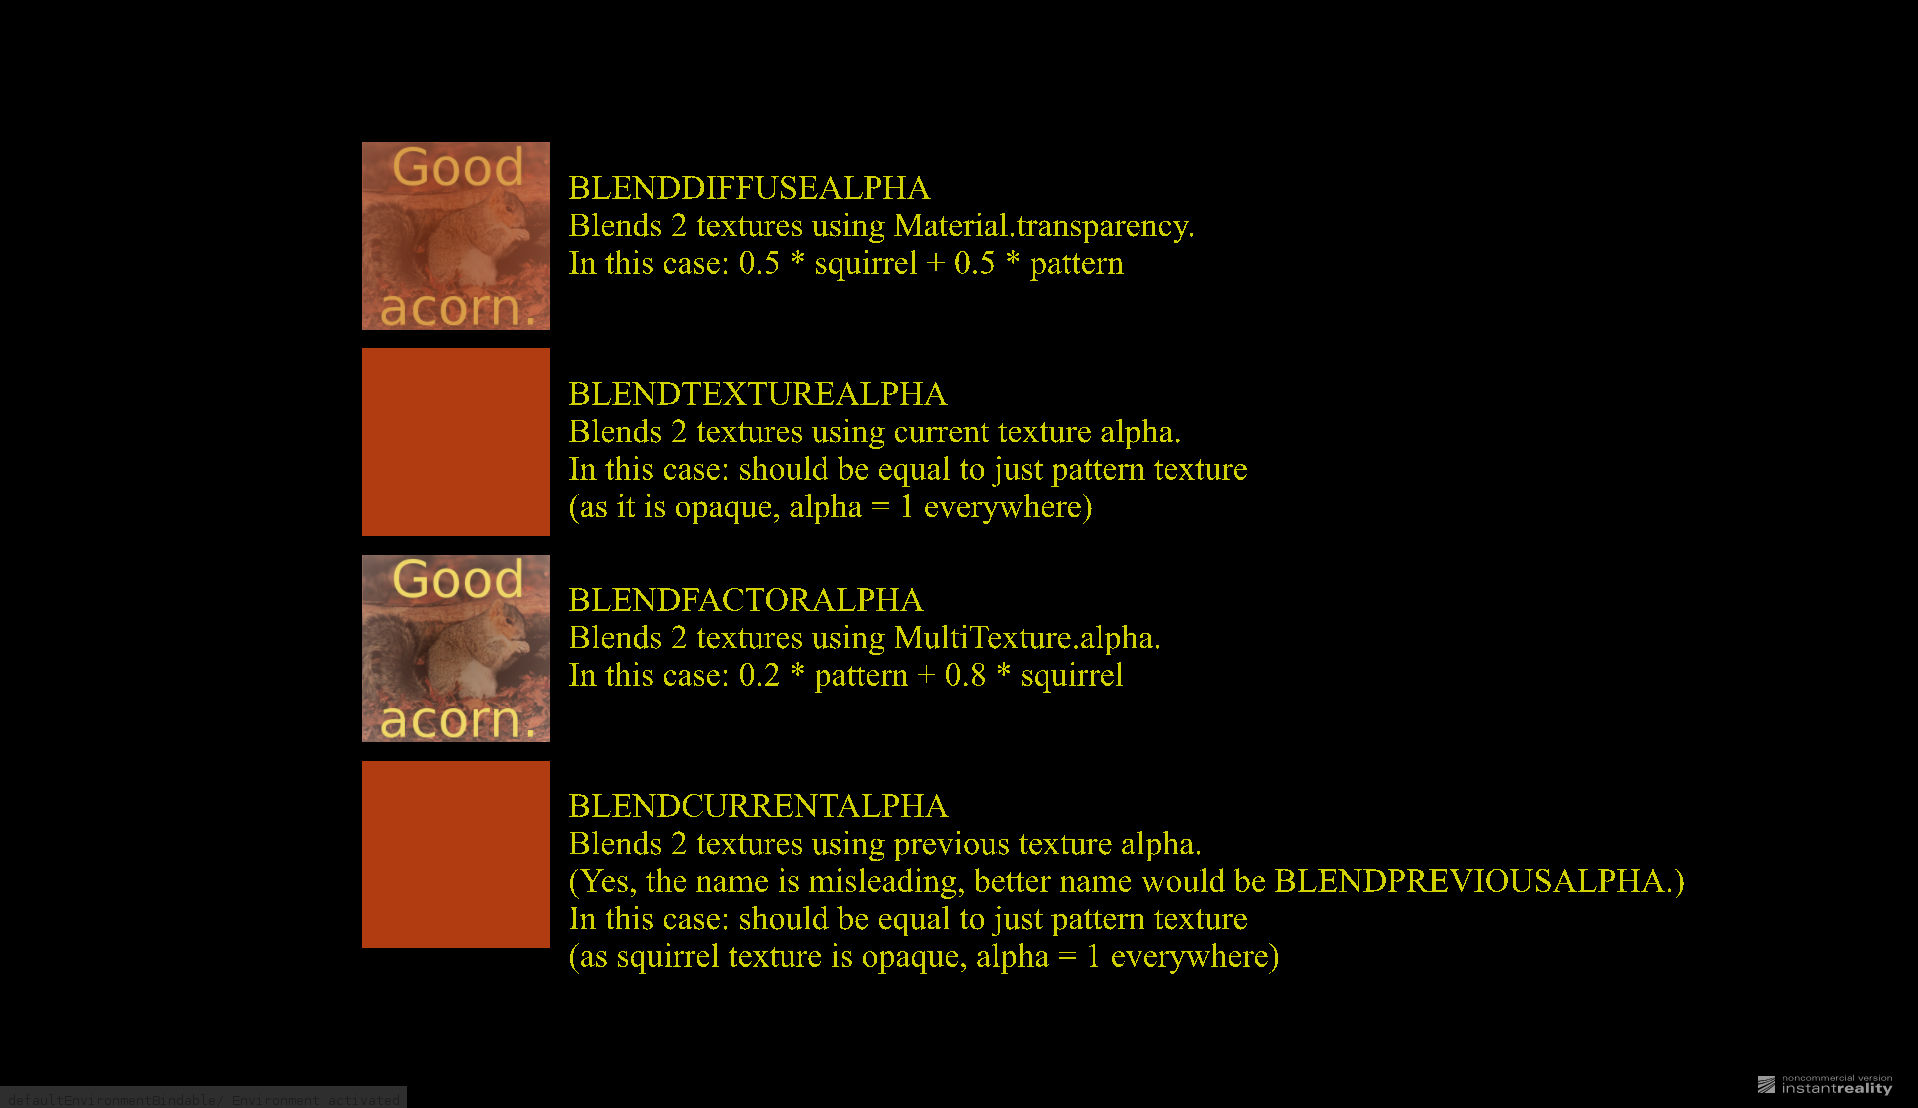 Good
acorn.
BLENDDIFFUSEALPHA
Blends 2 textures using Material.transparency.
In this case: 0.5 * squirrel + 0.5 * pattern
BLENDTEXTUREALPHA
Blends 2 textures using current texture alpha.
In this case: should be equal to just pattern texture
(as it is opaque, alpha = 1 everywhere)
Good
acorn.
BLENDFACTORALPHA
Blends 2 textures using MultiTexture.alpha.
In this case: 0.2 * pattern + 0.8 * squirrel
BLENDCURRENTALPHA
Blends 2 textures using previous texture alpha.
(Yes, the name is misleading, better name would be BLENDPREVIOUSALPHA.)
In this case: should be equal to just pattern texture
(as squirrel texture is opaque, alpha = 1 everywhere)
noncommercial version
instantreality
defaultEnvironmentBindable/ Environment activated